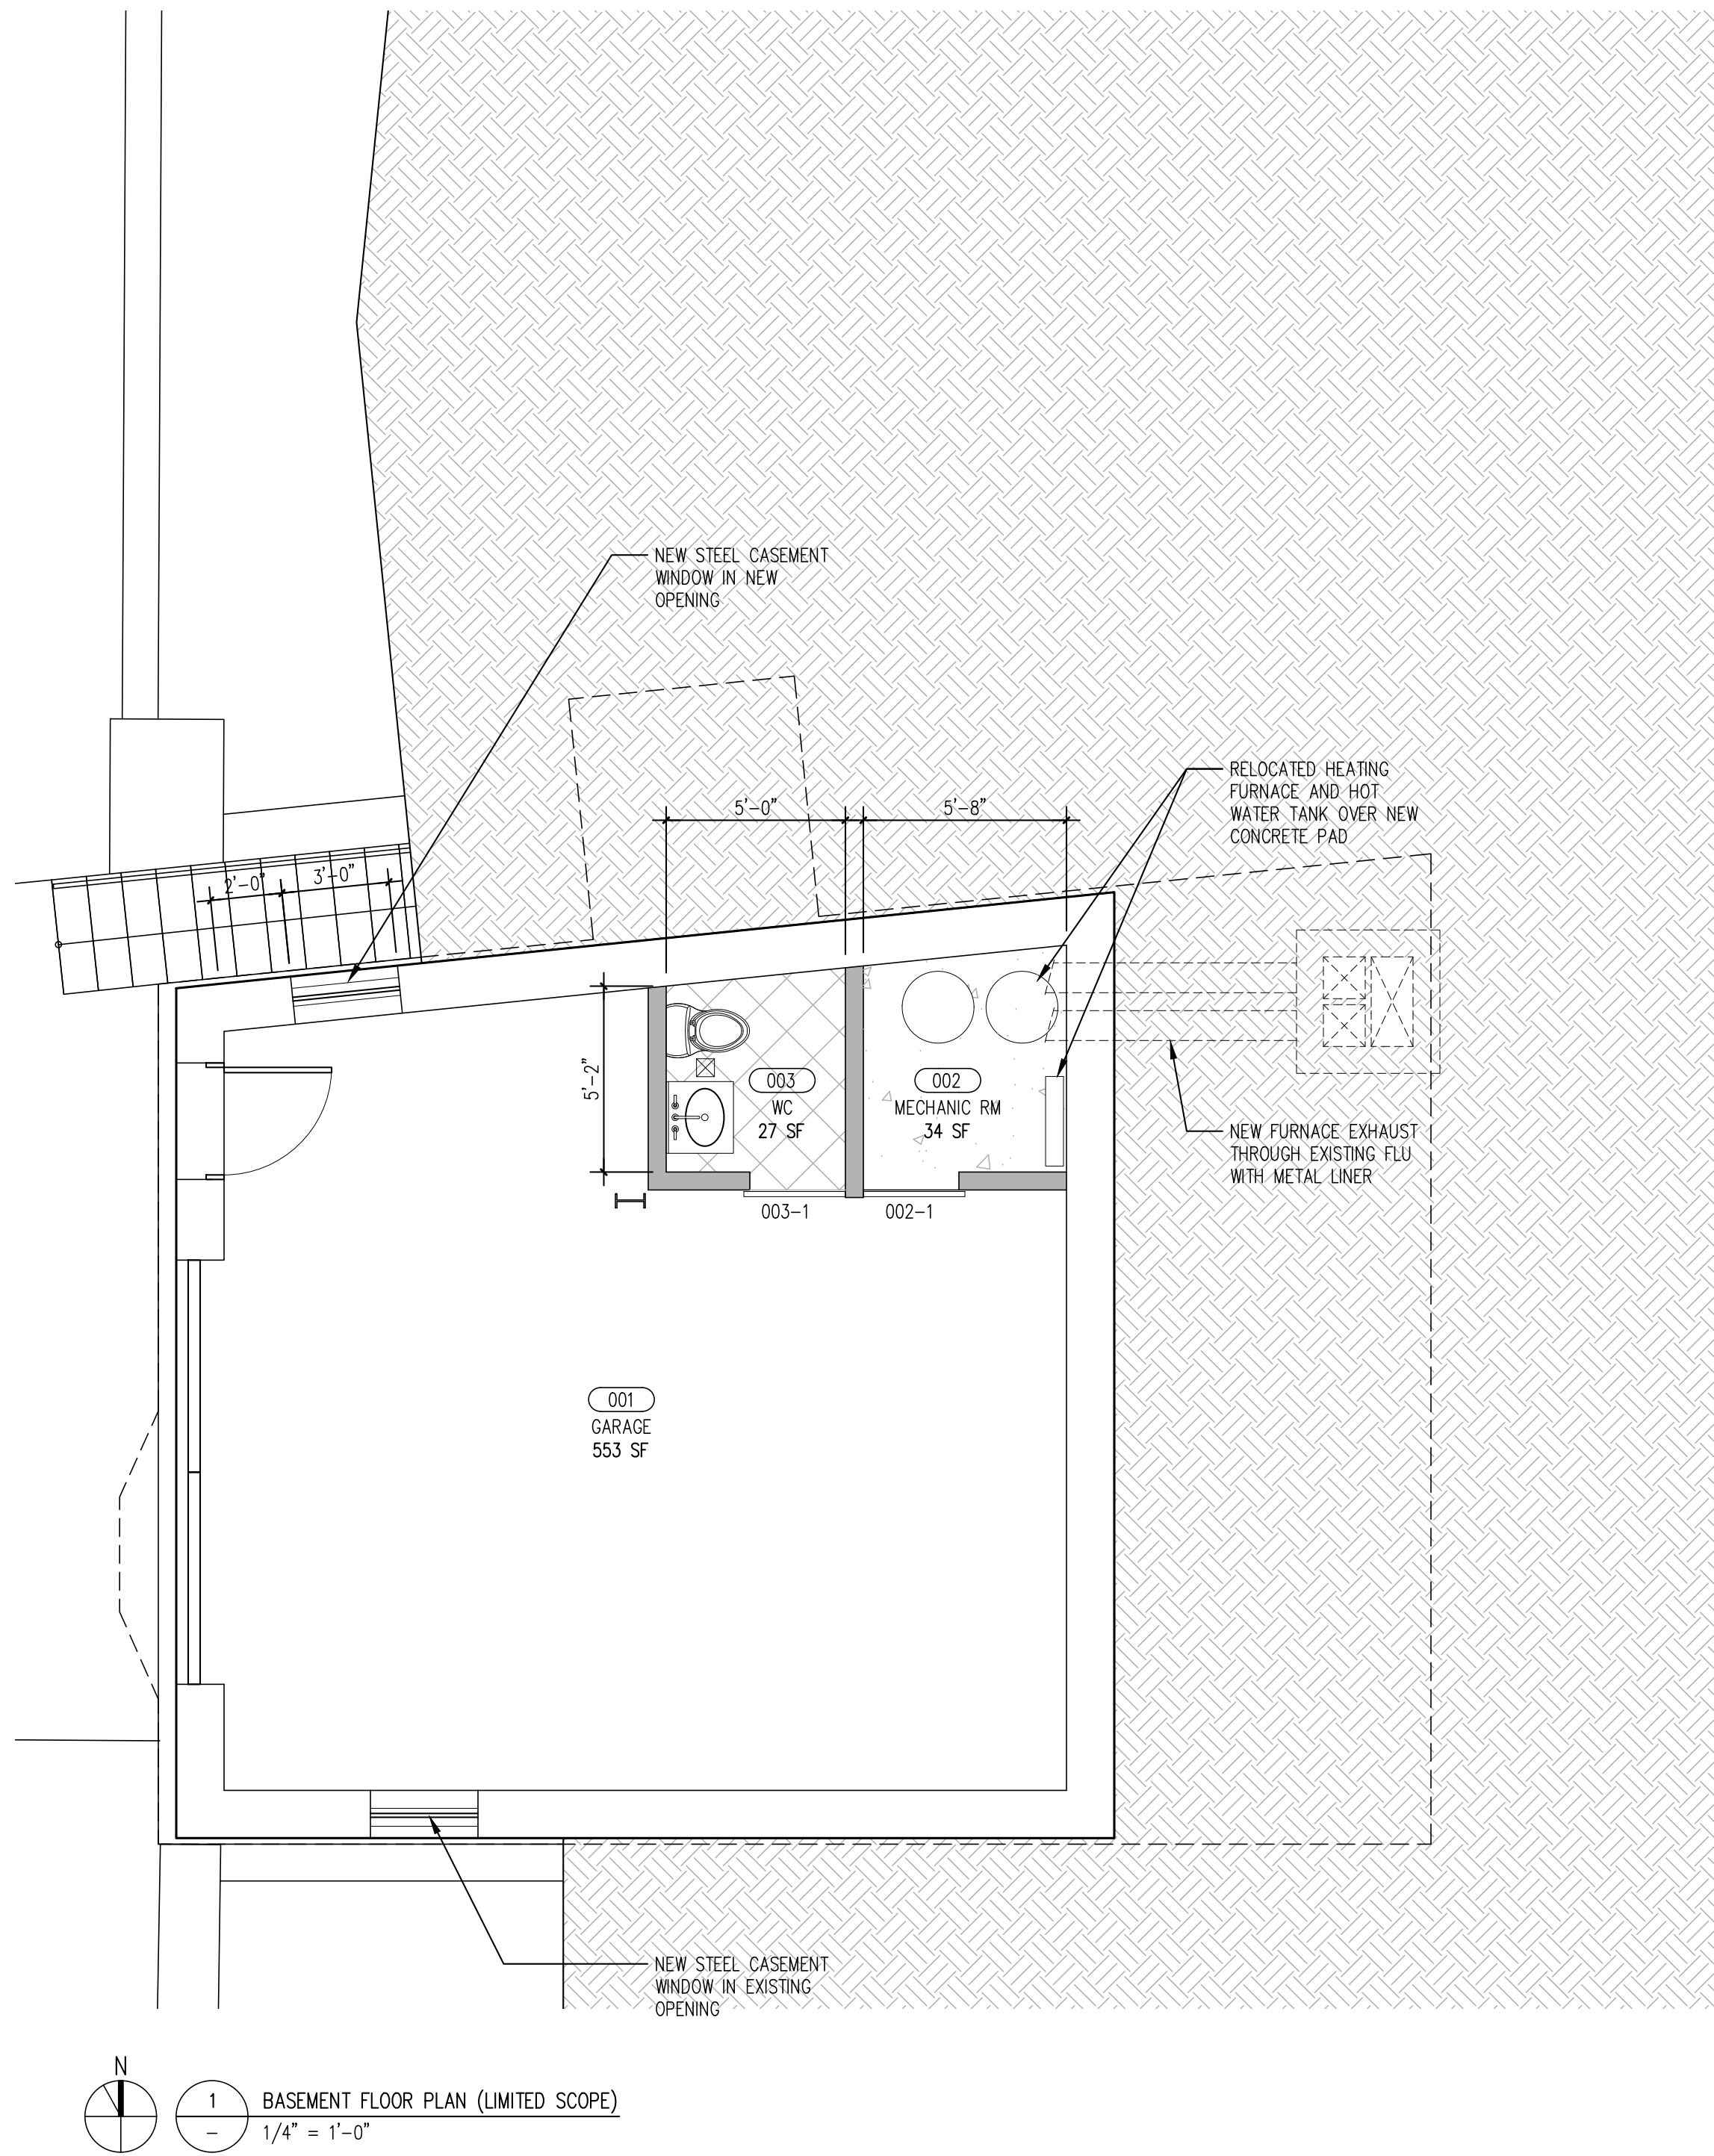 NEW STEEL CASEMENT
WINDOW IN NEW
OPENING
RELOCATED HEATING
FURNACE AND HOT
WATER TANK OVER NEW
CONCRETE PAD
5'-0"
5'-8"
2'-0"
3'-0"
5'-2"
003
WC
27 SF
002
MECHANIC RM
34 SF
NEW FURNACE EXHAUST
THROUGH EXISTING FLU
WITH METAL LINER
003-1
002-1
001
GARAGE
553 SF
NEW STEEL CASEMENT
WINDOW IN EXISTING
OPENING
N
1
BASEMENT FLOOR PLAN (LIMITED SCOPE)
-
1/4" = 1'-0"